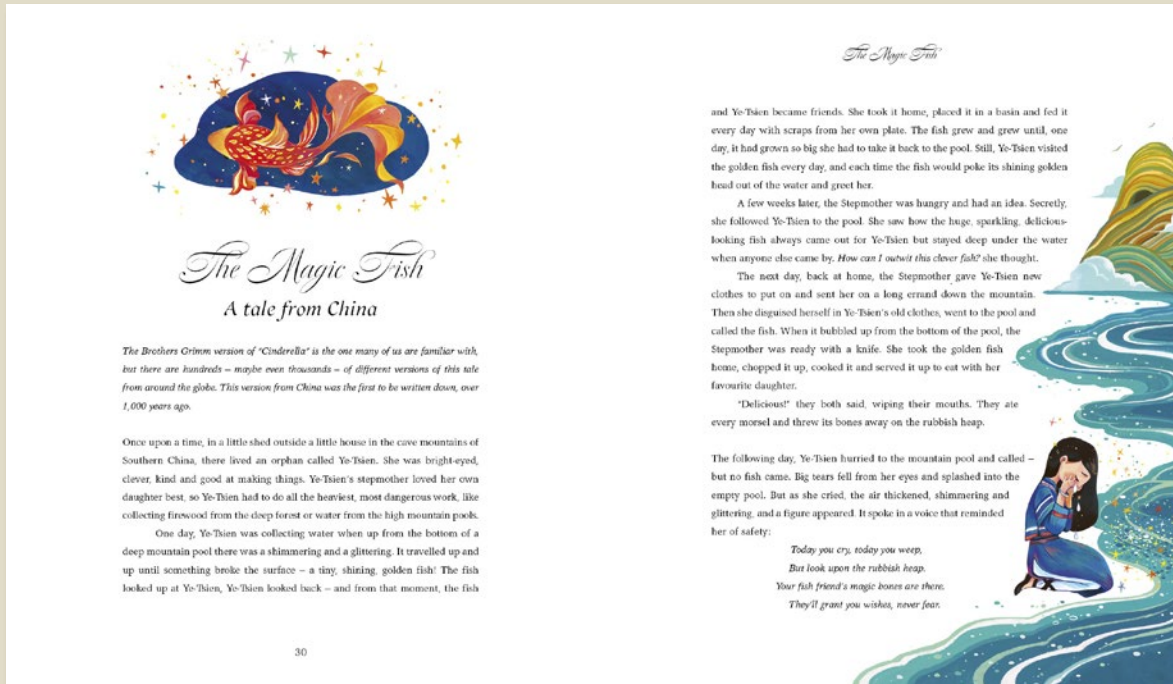 The Magic Fish
A tale from China
The Brothers Grimm version of "Cinderella" is the one many of us are familiar with,
but there are hundreds – maybe even thousands – of different versions of this tale
from around the globe. This version from China was the first to be written down, over
1,000 years ago.
Once upon a time, in a little shed outside a little house in the cave mountains of
Southern China, there lived an orphan called Ye-Tsien. She was bright-eyed,
clever, kind and good at making things. Ye-Tsien's stepmother loved her own
daughter best, so Ye-Tsien had to do all the heaviest, most dangerous work, like
collecting firewood from the deep forest or water from the high mountain pools.
One day, Ye-Tsien was collecting water when up from the bottom of a
deep mountain pool there was a shimmering and a glittering. It travelled up and
up until something broke the surface – a tiny, shining, golden fish! The fish
looked up at Ye-Tsien, Ye-Tsien looked back – and from that moment, the fish
30
The Magic Fish
and Ye-Tsien became friends. She took it home, placed it in a basin and fed it
every day with scraps from her own plate. The fish grew and grew until, one
day, it had grown so big she had to take it back to the pool. Still, Ye-Tsien visited
the golden fish every day, and each time the fish would poke its shining golden
head out of the water and greet her.
A few weeks later, the Stepmother was hungry and had an idea. Secretly,
she followed Ye-Tsien to the pool. She saw how the huge, sparkling, delicious-
looking fish always came out for Ye-Tsien but stayed deep under the water
when anyone else came by. How can I outwit this clever fish? she thought.
The next day, back at home, the Stepmother gave Ye-Tsien new
clothes to put on and sent her on a long errand down the mountain.
Then she disguised herself in Ye-Tsien's old clothes, went to the pool and
called the fish. When it bubbled up from the bottom of the pool, the
Stepmother was ready with a knife. She took the golden fish
home, chopped it up, cooked it and served it up to eat with her
favourite daughter.
"Delicious!" they both said, wiping their mouths. They ate
every morsel and threw its bones away on the rubbish heap.
The following day, Ye-Tsien hurried to the mountain pool and called –
but no fish came. Big tears fell from her eyes and splashed into the
empty pool. But as she cried, the air thickened, shimmering and
glittering, and a figure appeared. It spoke in a voice that reminded
her of safety:
Today you cry, today you weep,
But look upon the rubbish heap.
Your fish friend's magic bones are there.
They'll grant you wishes, never fear.